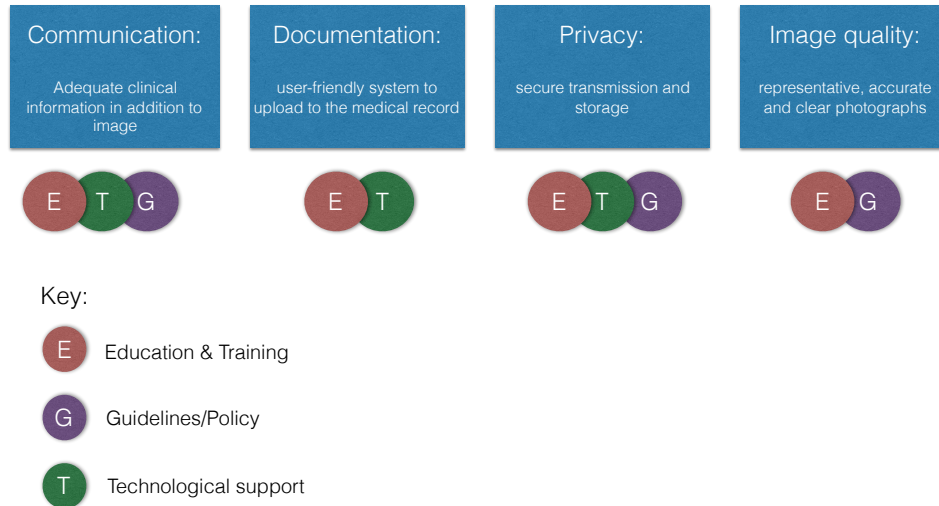 Communication:
Adequate clinical
information in addition to
image
Documentation:
user-friendly system to
upload to the medical record
Privacy:
secure transmission and
storage
Image quality:
representative, accurate
and clear photographs
E T G
E T
E T G
E G
Key:
E Education & Training
G Guidelines/Policy
T Technological support